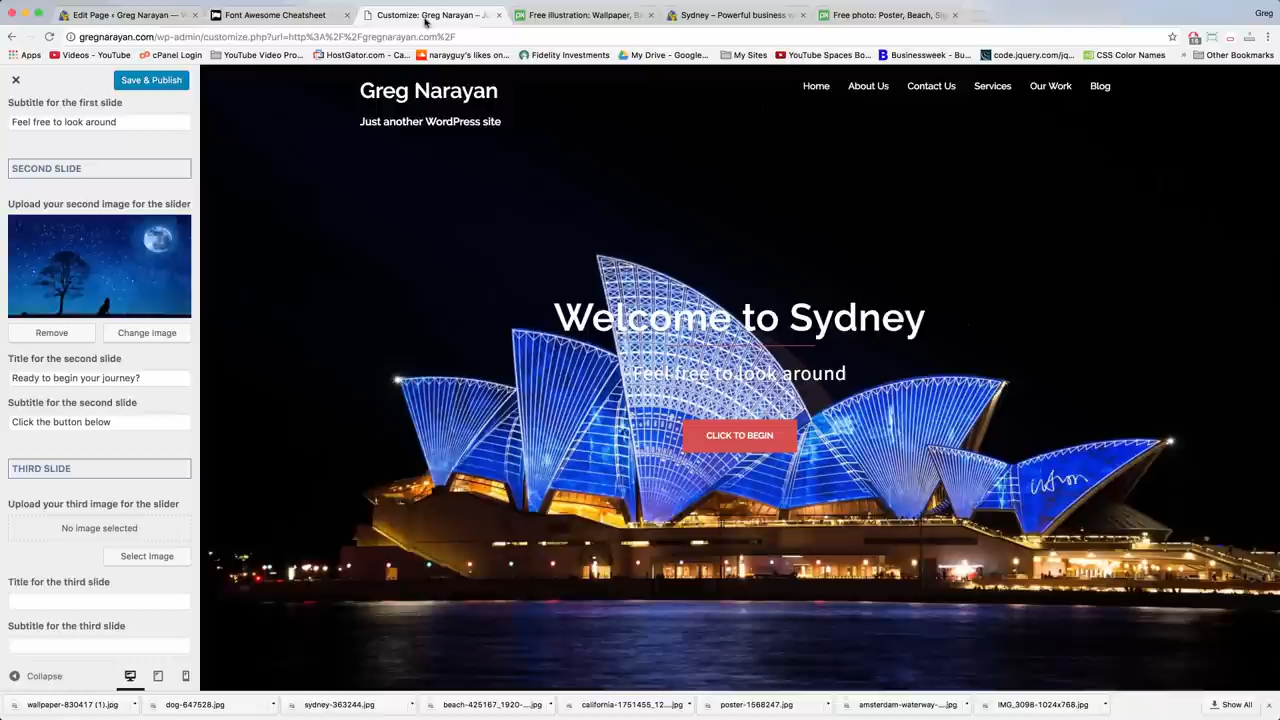 Edit Page ‹ Greg Narayan — W
Font Awesome Cheatsheet
Customize: Greg Narayan – Ju
Free illustration: Wallpaper, B
Sydney – Powerful business w
Free photo: Poster, Beach, Sig
Greg
gregnarayan.com/wp-admin/customize.php?url=http%3A%2F%2Fgregnarayan.com%2F
Apps
Videos - YouTube
cPanel Login
YouTube Video Pro...
HostGator.com - Ca...
narayguy's likes on...
Fidelity Investments
My Drive - Google...
YouTube Spaces Bo...
Businessweek - Bu...
code.jquery.com/jq...
CSS Color Names
Other Bookmarks
Save & Publish
Subtitle for the first slide
Feel free to look around
SECOND SLIDE
Upload your second image for the slider
Remove
Change Image
Title for the second slide
Ready to begin your journey?
Subtitle for the second slide
Click the button below
THIRD SLIDE
Upload your third image for the slider
No image selected
Select Image
Title for the third slide
Subtitle for the third slide
Collapse
Greg Narayan
Just another WordPress site
Home
About Us
Contact Us
Services
Our Work
Blog
Welcome to Sydney
Feel free to look around
CLICK TO BEGIN
wallpaper-830417 (1).jpg
dog-647528.jpg
sydney-363244.jpg
beach-425167_1920-....jpg
california-1751455_12....jpg
poster-1568247.jpg
amsterdam-waterway-....jpg
IMG_3098-1024x768.jpg
Show All